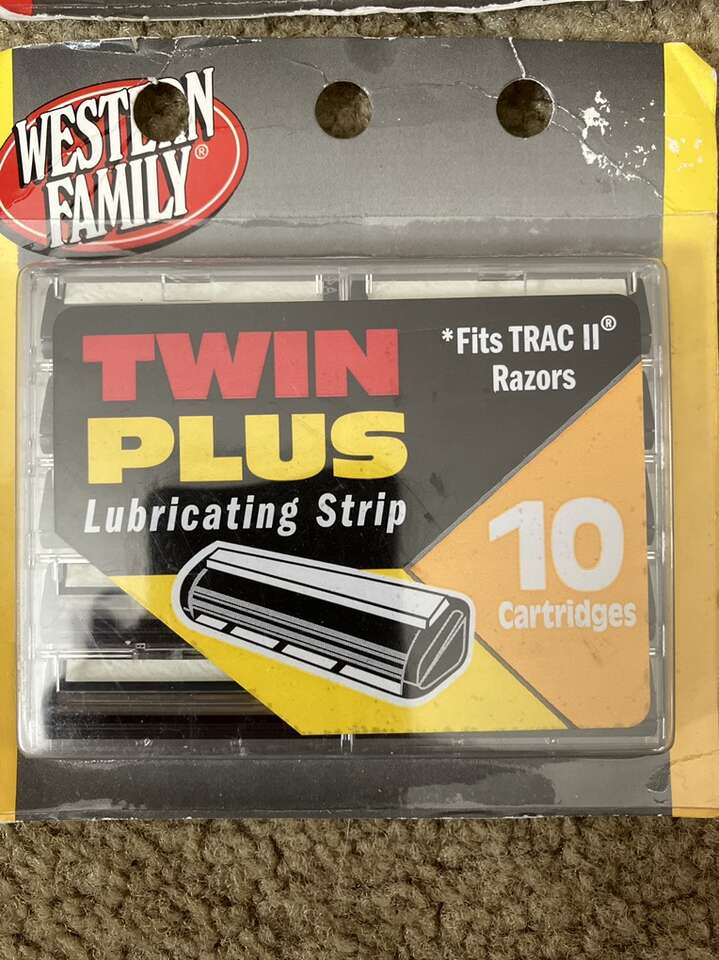 WESTERN
FAMILY®
TWIN
PLUS
Lubricating Strip
*Fits TRAC II®
Razors
10
Cartridges